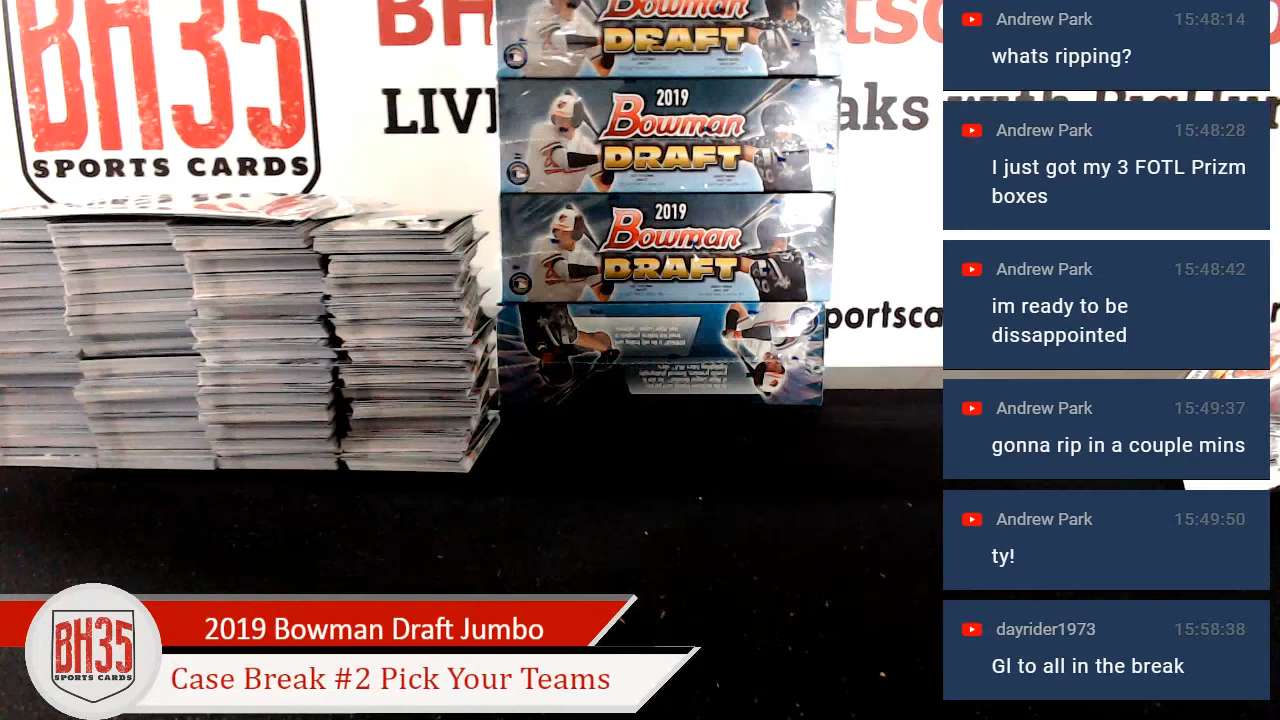 BH35
SPORTS CARDS
BH
LIV
aks with
portsca
Bowman
DRAFT
2019
Bowman
DRAFT
2019
Bowman
DRAFT
Andrew Park 15:48:14
whats ripping?
Andrew Park 15:48:28
I just got my 3 FOTL Prizm
boxes
Andrew Park 15:48:42
im ready to be
dissappointed
Andrew Park 15:49:37
gonna rip in a couple mins
Andrew Park 15:49:50
ty!
dayrider1973 15:58:38
Gl to all in the break
BH35
SPORTS CARDS
2019 Bowman Draft Jumbo
Case Break #2 Pick Your Teams